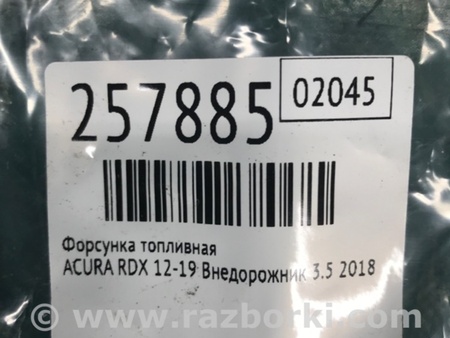 257885
02045
Форсунка топливная
ACURA RDX 12-19 Внедорожник 3.5 2018
© www.razborki.com